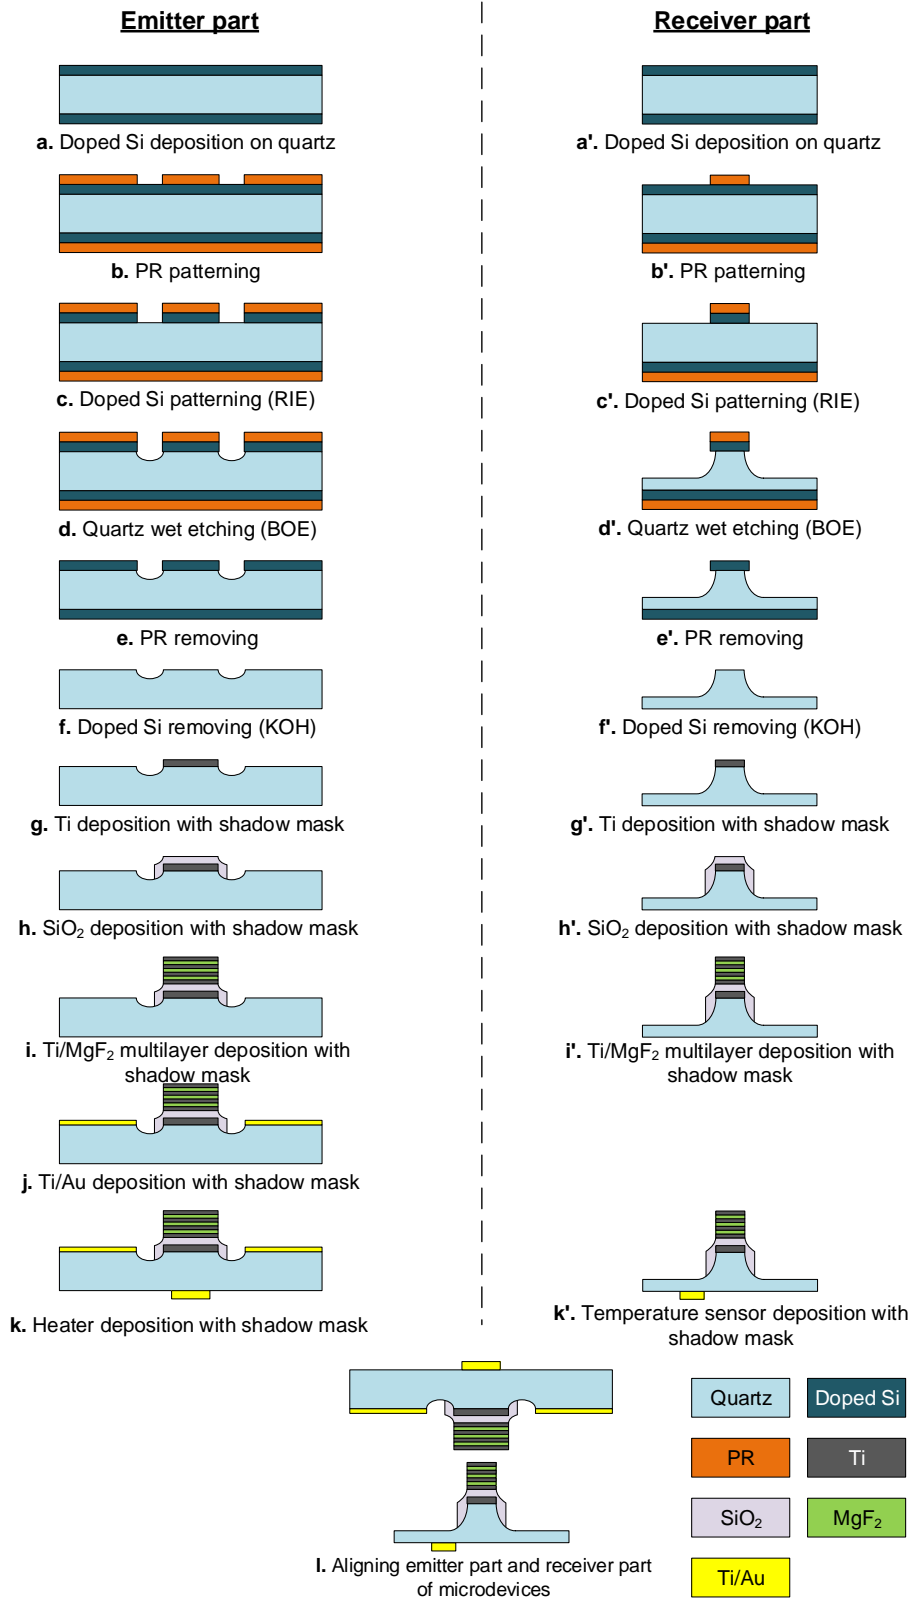 Emitter part
Receiver part
a. Doped Si deposition on quartz
a'. Doped Si deposition on quartz
b. PR patterning
b'. PR patterning
c. Doped Si patterning (RIE)
c'. Doped Si patterning (RIE)
d. Quartz wet etching (BOE)
d'. Quartz wet etching (BOE)
e. PR removing
e'. PR removing
f. Doped Si removing (KOH)
f'. Doped Si removing (KOH)
g. Ti deposition with shadow mask
g'. Ti deposition with shadow mask
h. SiO₂ deposition with shadow mask
h'. SiO₂ deposition with shadow mask
i. Ti/MgF₂ multilayer deposition with
shadow mask
i'. Ti/MgF₂ multilayer deposition with
shadow mask
j. Ti/Au deposition with shadow mask
k. Heater deposition with shadow mask
k'. Temperature sensor deposition with
shadow mask
l. Aligning emitter part and receiver part
of microdevices
Quartz
Doped Si
PR
Ti
SiO₂
MgF₂
Ti/Au